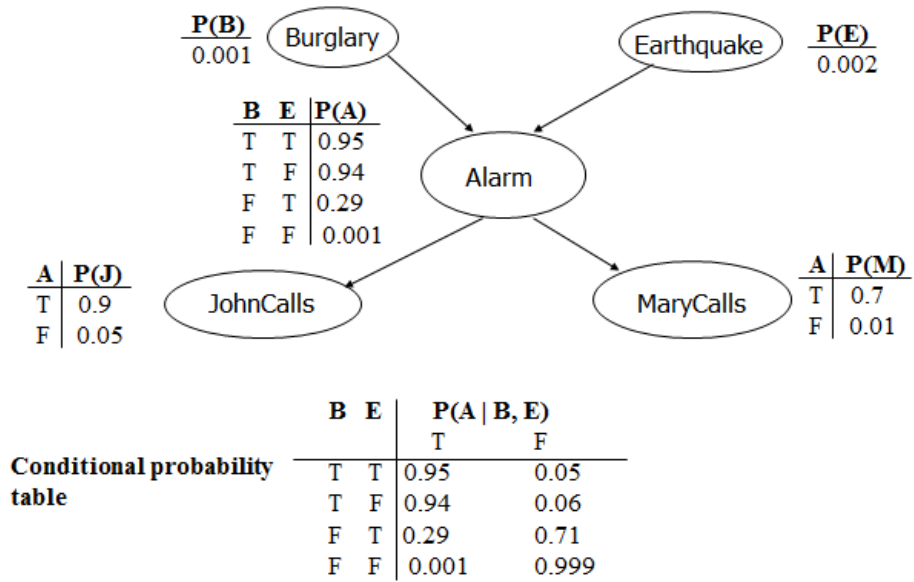 P(B)
0.001
Burglary
Earthquake
P(E)
0.002
B E P(A)
T T 0.95
T F 0.94
F T 0.29
F F 0.001
Alarm
A P(J)
T 0.9
F 0.05
JohnCalls
MaryCalls
A P(M)
T 0.7
F 0.01
Conditional probability
table
B E P(A | B, E)
T F
T T 0.95 0.05
T F 0.94 0.06
F T 0.29 0.71
F F 0.001 0.999